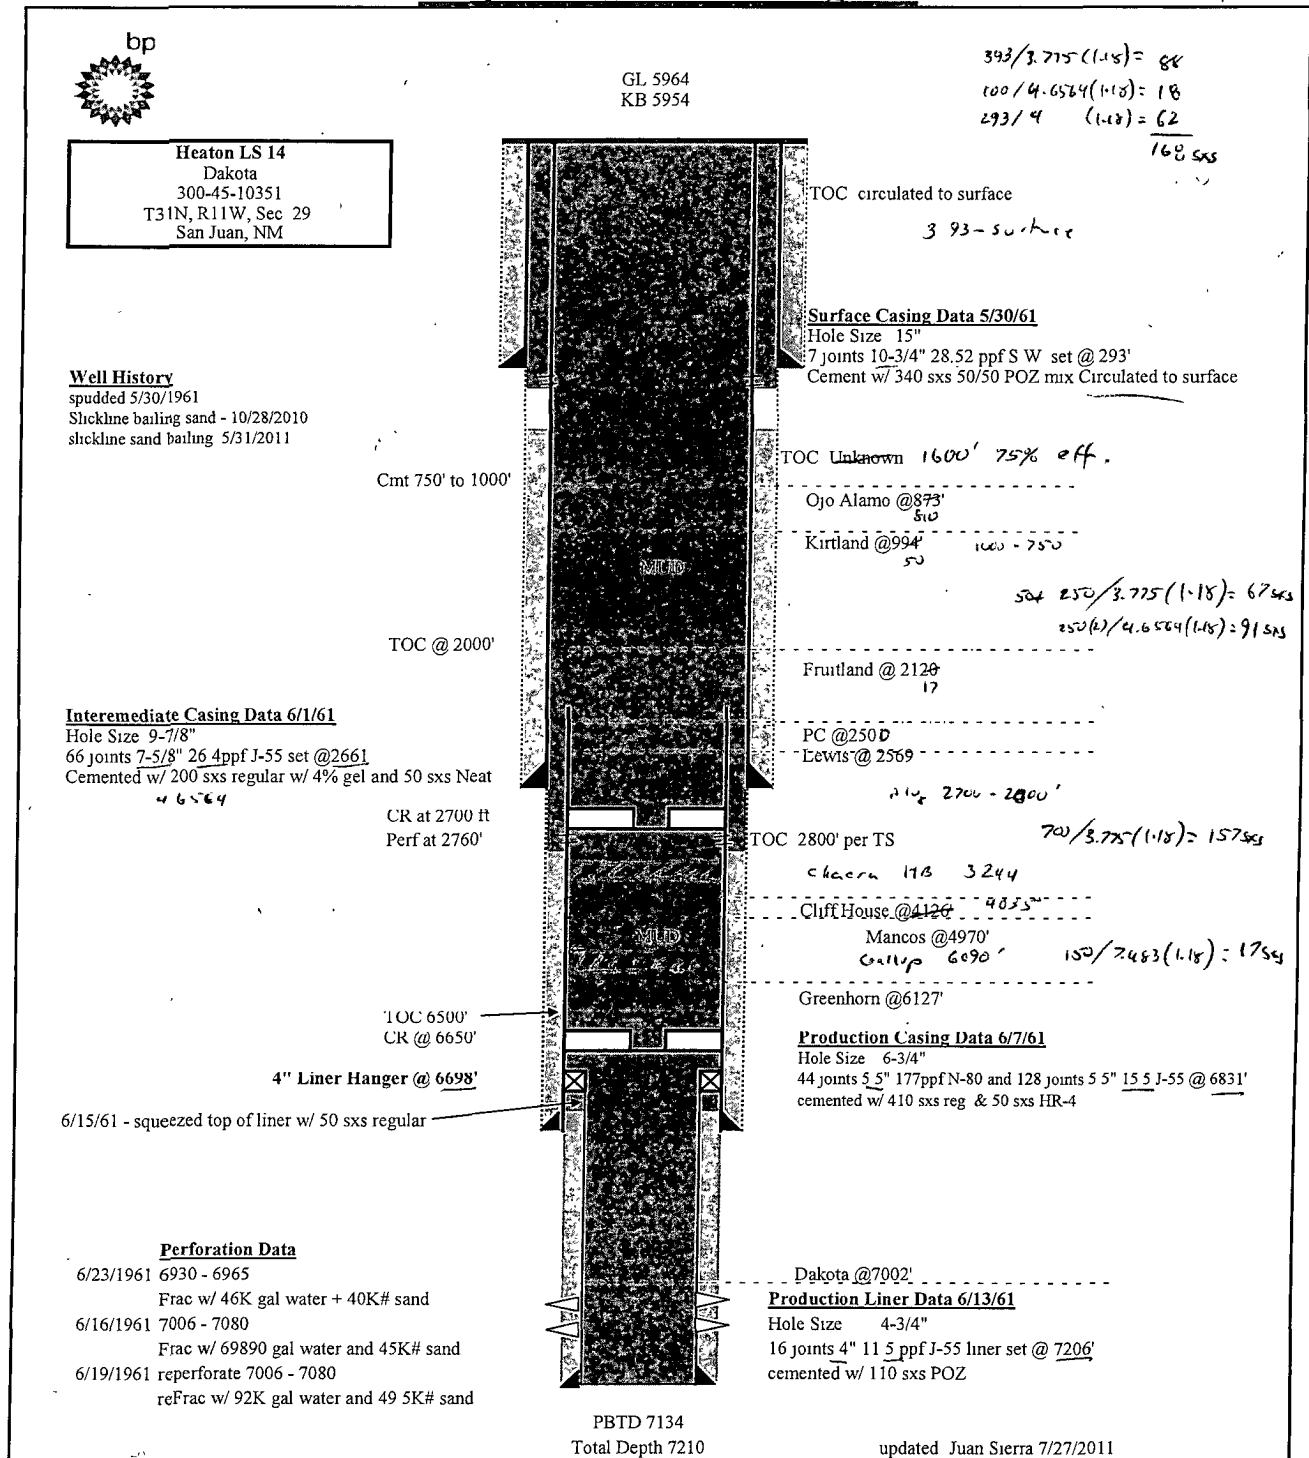 bp
GL 5964
KB 5954
393/3.775(1.18)= 88
100/4.6564(1.18)= 18
293/4 (1.18)= 62
168 sxs
Heaton LS 14
Dakota
300-45-10351
T31N, R11W, Sec 29
San Juan, NM
TOC circulated to surface
393-surface
Surface Casing Data 5/30/61
Hole Size 15"
7 joints 10-3/4" 28.52 ppf S W set @ 293'
Cement w/ 340 sxs 50/50 POZ mix Circulated to surface
Well History
spudded 5/30/1961
Slickline bailing sand - 10/28/2010
slickline sand bailing 5/31/2011
TOC Unknown 1600' 75% eff.
Cmt 750' to 1000'
Ojo Alamo @873'
810
Kirtland @994' 1000-750
50
MUD
250/3.775(1.18)= 67sxs
250(2)/4.6564(1.18)= 91 sxs
TOC @ 2000'
Fruitland @ 2120
17
Interemediate Casing Data 6/1/61
Hole Size 9-7/8"
66 joints 7-5/8" 26 4ppf J-55 set @2661
Cemented w/ 200 sxs regular w/ 4% gel and 50 sxs Neat
4 6564
PC @2500
Lewis @ 2569
Plug 2700-2000'
CR at 2700 ft
Perf at 2760'
TOC 2800' per TS
700/3.775(1.18)= 157sxs
Chacra 3244
Cliff House @4126 4055
MUD
Mancos @4970'
Gallup 6090'
150/7.483(1.18)= 17sxs
Greenhorn @6127'
TOC 6500'
CR @ 6650'
4" Liner Hanger @ 6698'
6/15/61 - squeezed top of liner w/ 50 sxs regular
Production Casing Data 6/7/61
Hole Size 6-3/4"
44 joints 5 5" 177ppf N-80 and 128 joints 5 5" 15 5 J-55 @ 6831'
cemented w/ 410 sxs reg & 50 sxs HR-4
Perforation Data
6/23/1961 6930 - 6965
Frac w/ 46K gal water + 40K# sand
6/16/1961 7006 - 7080
Frac w/ 69890 gal water and 45K# sand
6/19/1961 reperforate 7006 - 7080
reFrac w/ 92K gal water and 49 5K# sand
Dakota @7002'
Production Liner Data 6/13/61
Hole Size 4-3/4"
16 joints 4" 11 5 ppf J-55 liner set @ 7206'
cemented w/ 110 sxs POZ
PBTD 7134
Total Depth 7210
updated Juan Sierra 7/27/2011